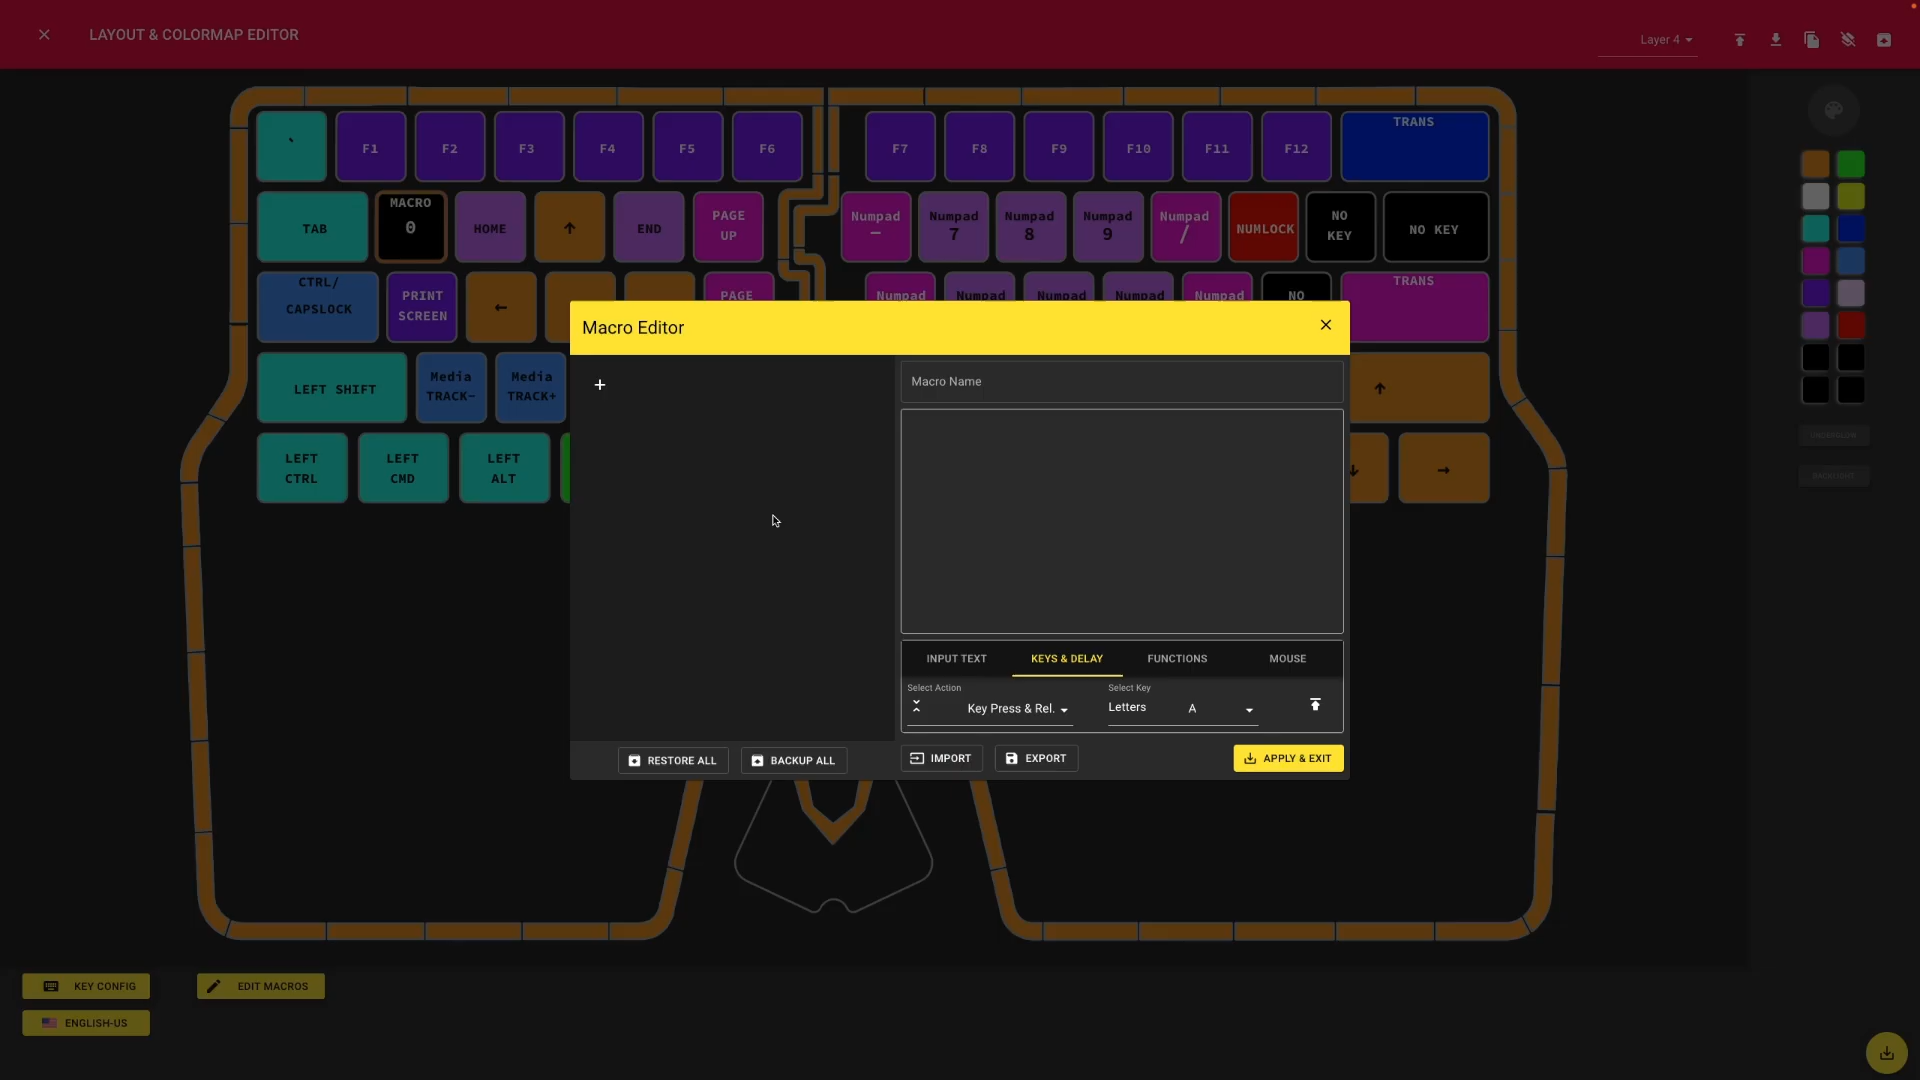 LAYOUT & COLORMAP EDITOR
Layer 4
`
F1
F2
F3
F4
F5
F6
F7
F8
F9
F10
F11
F12
TRANS
TAB
MACRO
0
HOME
↑
END
PAGE
UP
Numpad
-
Numpad
7
Numpad
8
Numpad
9
Numpad
/
NUMLOCK
NO
KEY
NO KEY
CTRL/
CAPSLOCK
PRINT
SCREEN
←
PAGE
Numpad
Numpad
Numpad
Numpad
Numpad
NO
TRANS
LEFT SHIFT
Media
TRACK-
Media
TRACK+
↑
LEFT
CTRL
LEFT
CMD
LEFT
ALT
↓
→
UNDERGLOW
BACKLIGHT
Macro Editor
+
Macro Name
INPUT TEXT
KEYS & DELAY
FUNCTIONS
MOUSE
Select Action
Key Press & Rel.
Select Key
Letters
A
RESTORE ALL
BACKUP ALL
IMPORT
EXPORT
APPLY & EXIT
KEY CONFIG
EDIT MACROS
ENGLISH-US